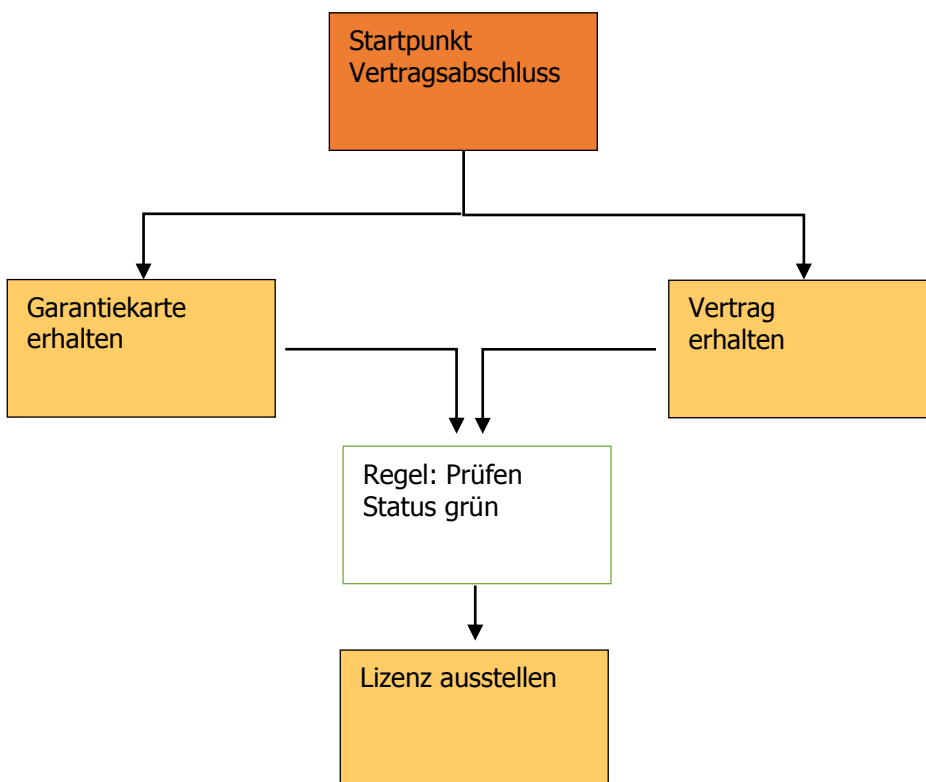 Startpunkt
Vertragsabschluss
Garantiekarte
erhalten
Vertrag
erhalten
Regel: Prüfen
Status grün
Lizenz ausstellen